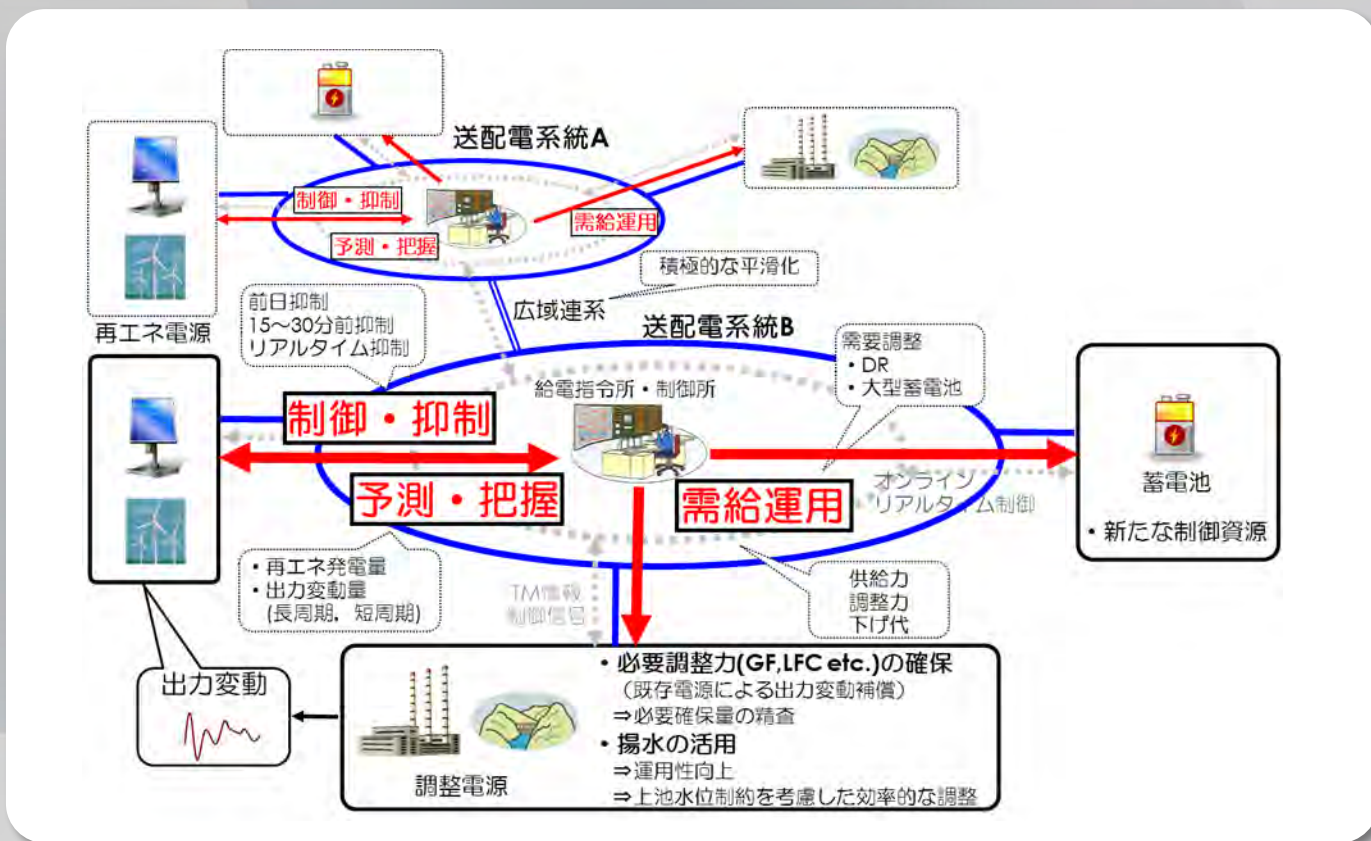 送配電系統A
制御・抑制
予測・把握
需給運用
再エネ電源
積極的な平滑化
広域連系
前日抑制
15～30分前抑制
リアルタイム抑制
送配電系統B
需要調整
・DR
・大型蓄電池
給電指令所・制御所
制御・抑制
予測・把握
需給運用
オンライン
リアルタイム制御
蓄電池
・新たな制御資源
・再エネ発電量
・出力変動量
(長周期，短周期)
TM情報
制御信号
供給力
調整力
下げ代
出力変動
調整電源
・必要調整力(GF,LFC etc.)の確保
（既存電源による出力変動補償）
⇒必要確保量の精査
・揚水の活用
⇒運用性向上
⇒上池水位制約を考慮した効率的な調整